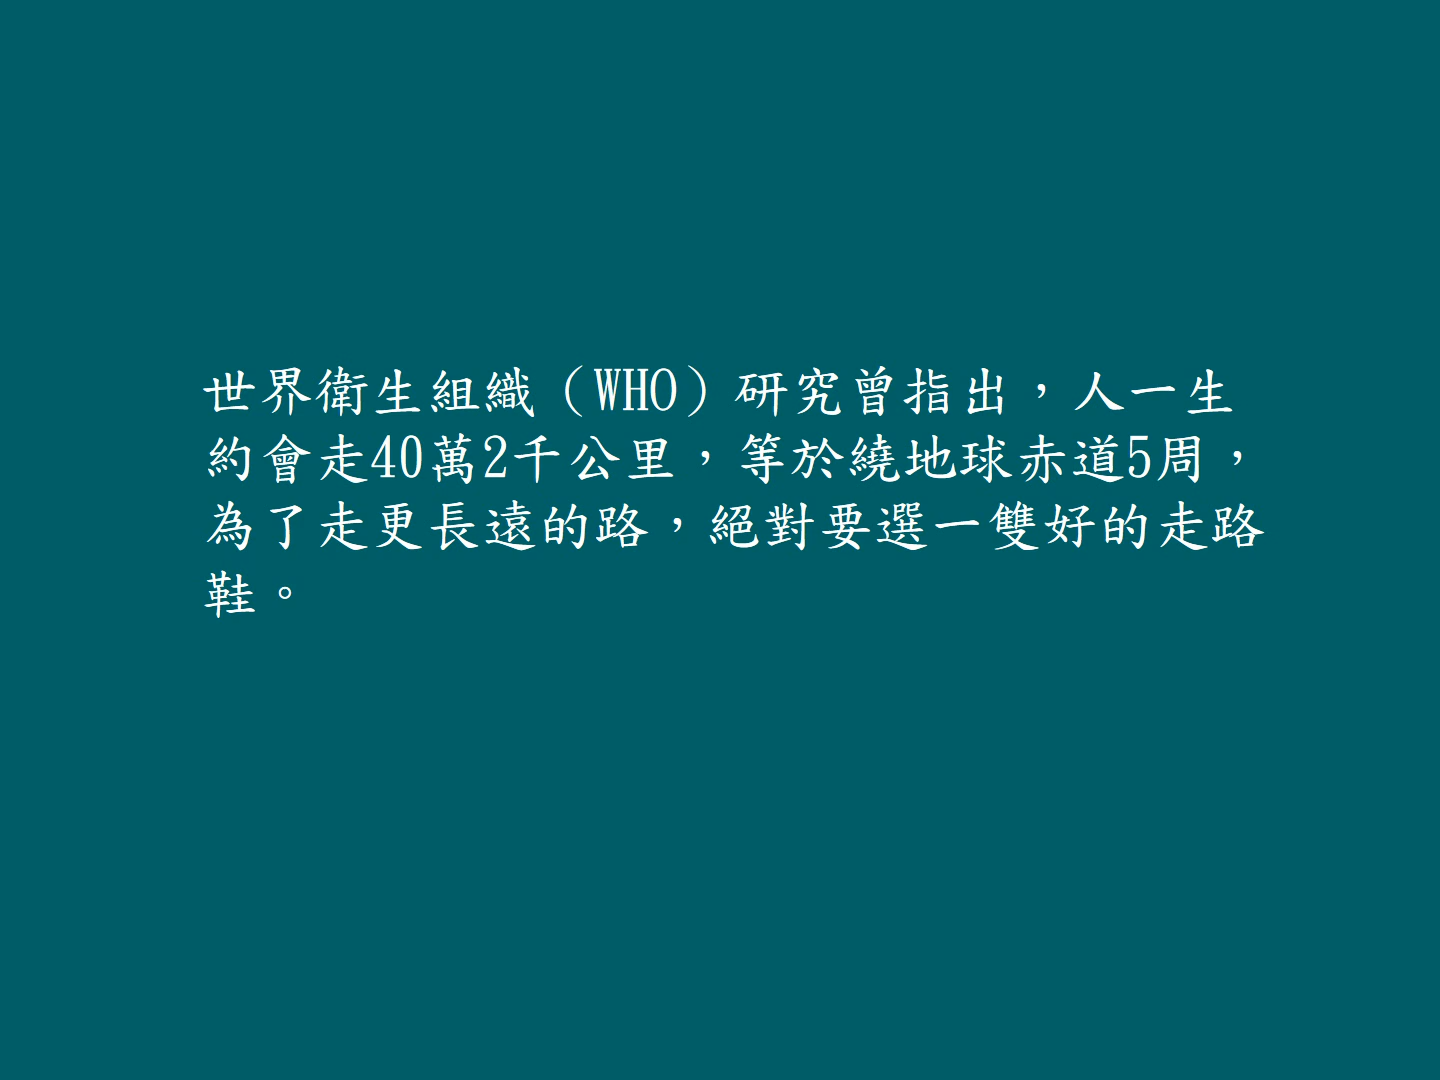 世界衛生組織（WHO）研究曾指出，人一生
約會走40萬2千公里，等於繞地球赤道5周，
為了走更長遠的路，絕對要選一雙好的走路
鞋。